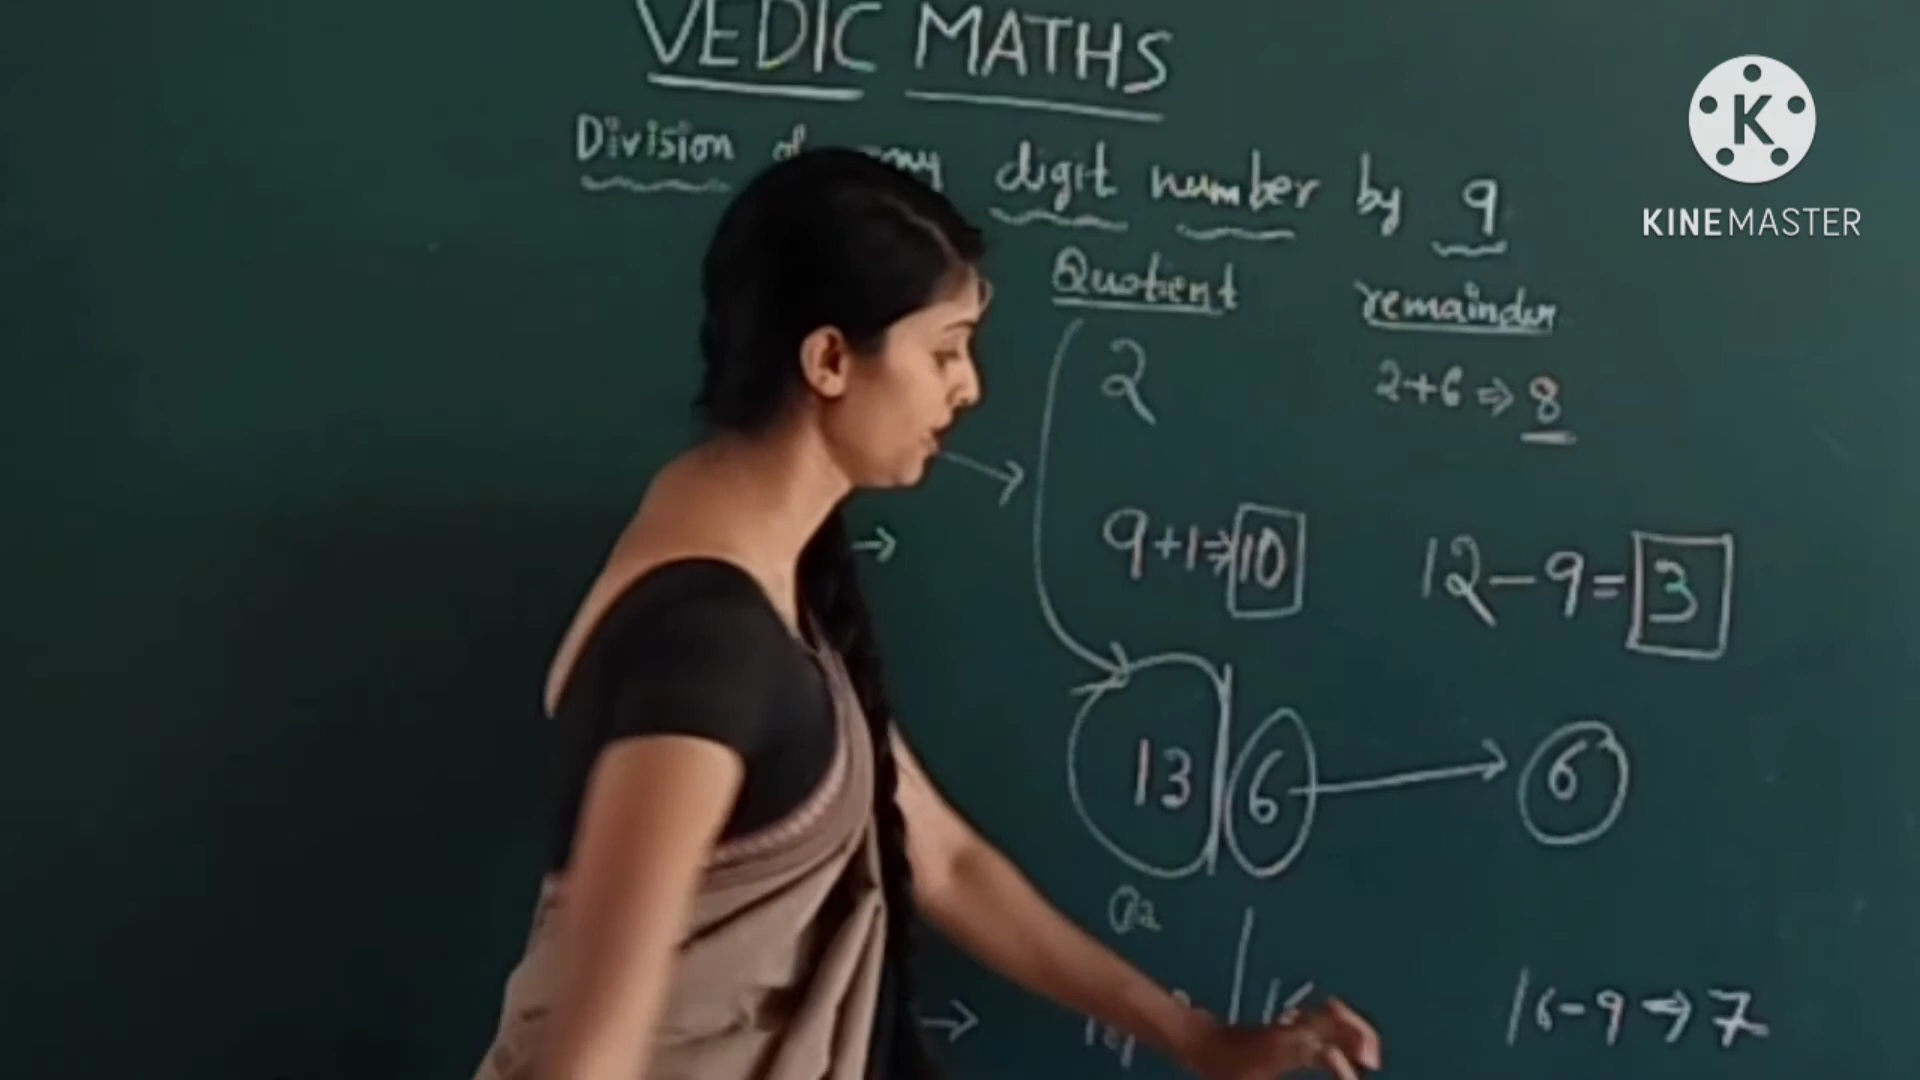 VEDIC MATHS
Division any digit number by 9
Quotient remainder
2 2+6 ⇒ 8
→
→ 9+1⇒10 12-9=3
13|6 → 6
→ 16-9 ⇒ 7
K
KINEMASTER